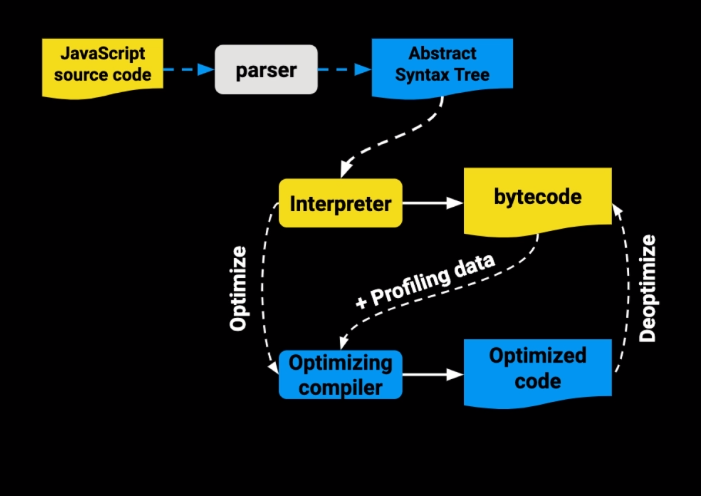 JavaScript
source code
parser
Abstract
Syntax Tree
Interpreter
bytecode
Optimize
+ Profiling data
Deoptimize
Optimizing
compiler
Optimized
code